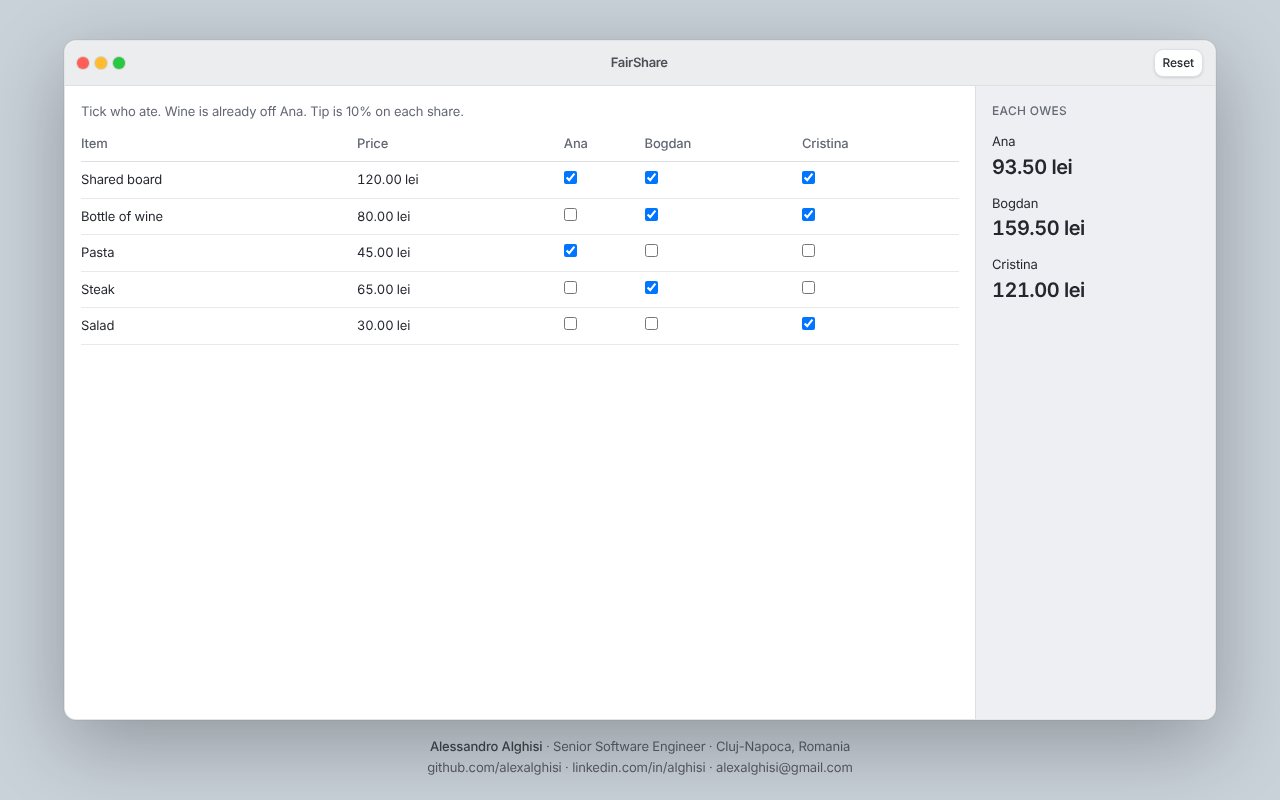 FairShare
Reset
Tick who ate. Wine is already off Ana. Tip is 10% on each share.
Item Price Ana Bogdan Cristina
Shared board 120.00 lei
Bottle of wine 80.00 lei
Pasta 45.00 lei
Steak 65.00 lei
Salad 30.00 lei
EACH OWES
Ana
93.50 lei
Bogdan
159.50 lei
Cristina
121.00 lei
Alessandro Alghisi · Senior Software Engineer · Cluj-Napoca, Romania
github.com/alexalghisi · linkedin.com/in/alghisi · alexalghisi@gmail.com